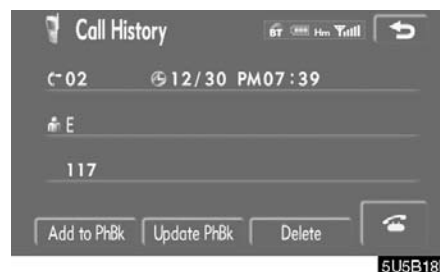 Call History BT Hm
02 12/30 PM07:39
E
117
Add to PhBk Update PhBk Delete
5U5B18